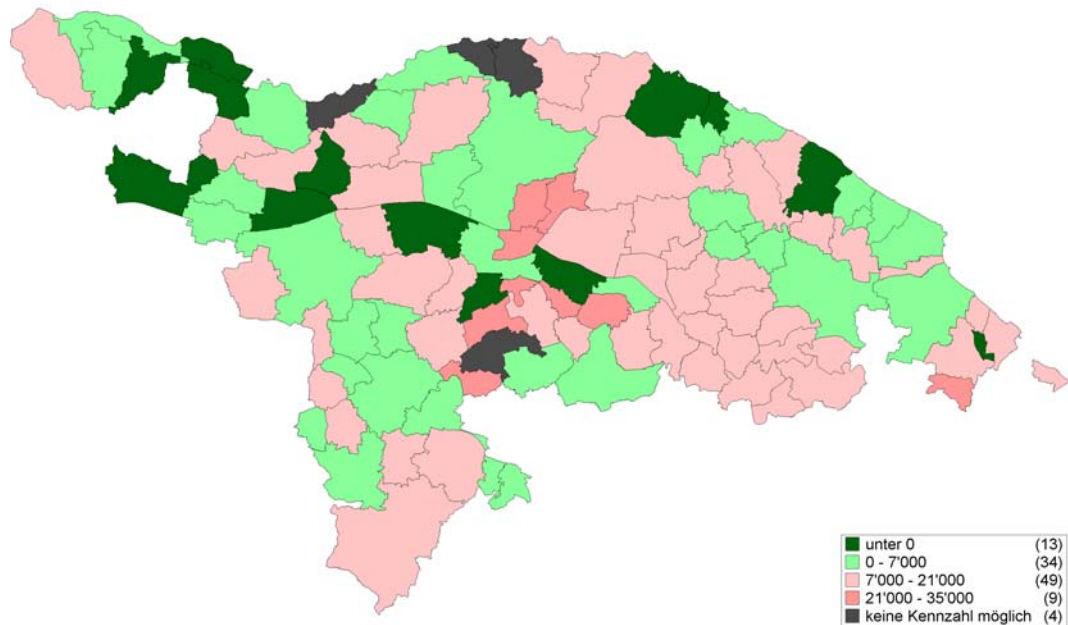 unter 0 (13)
0 - 7'000 (34)
7'000 - 21'000 (49)
21'000 - 35'000 (9)
keine Kennzahl möglich (4)